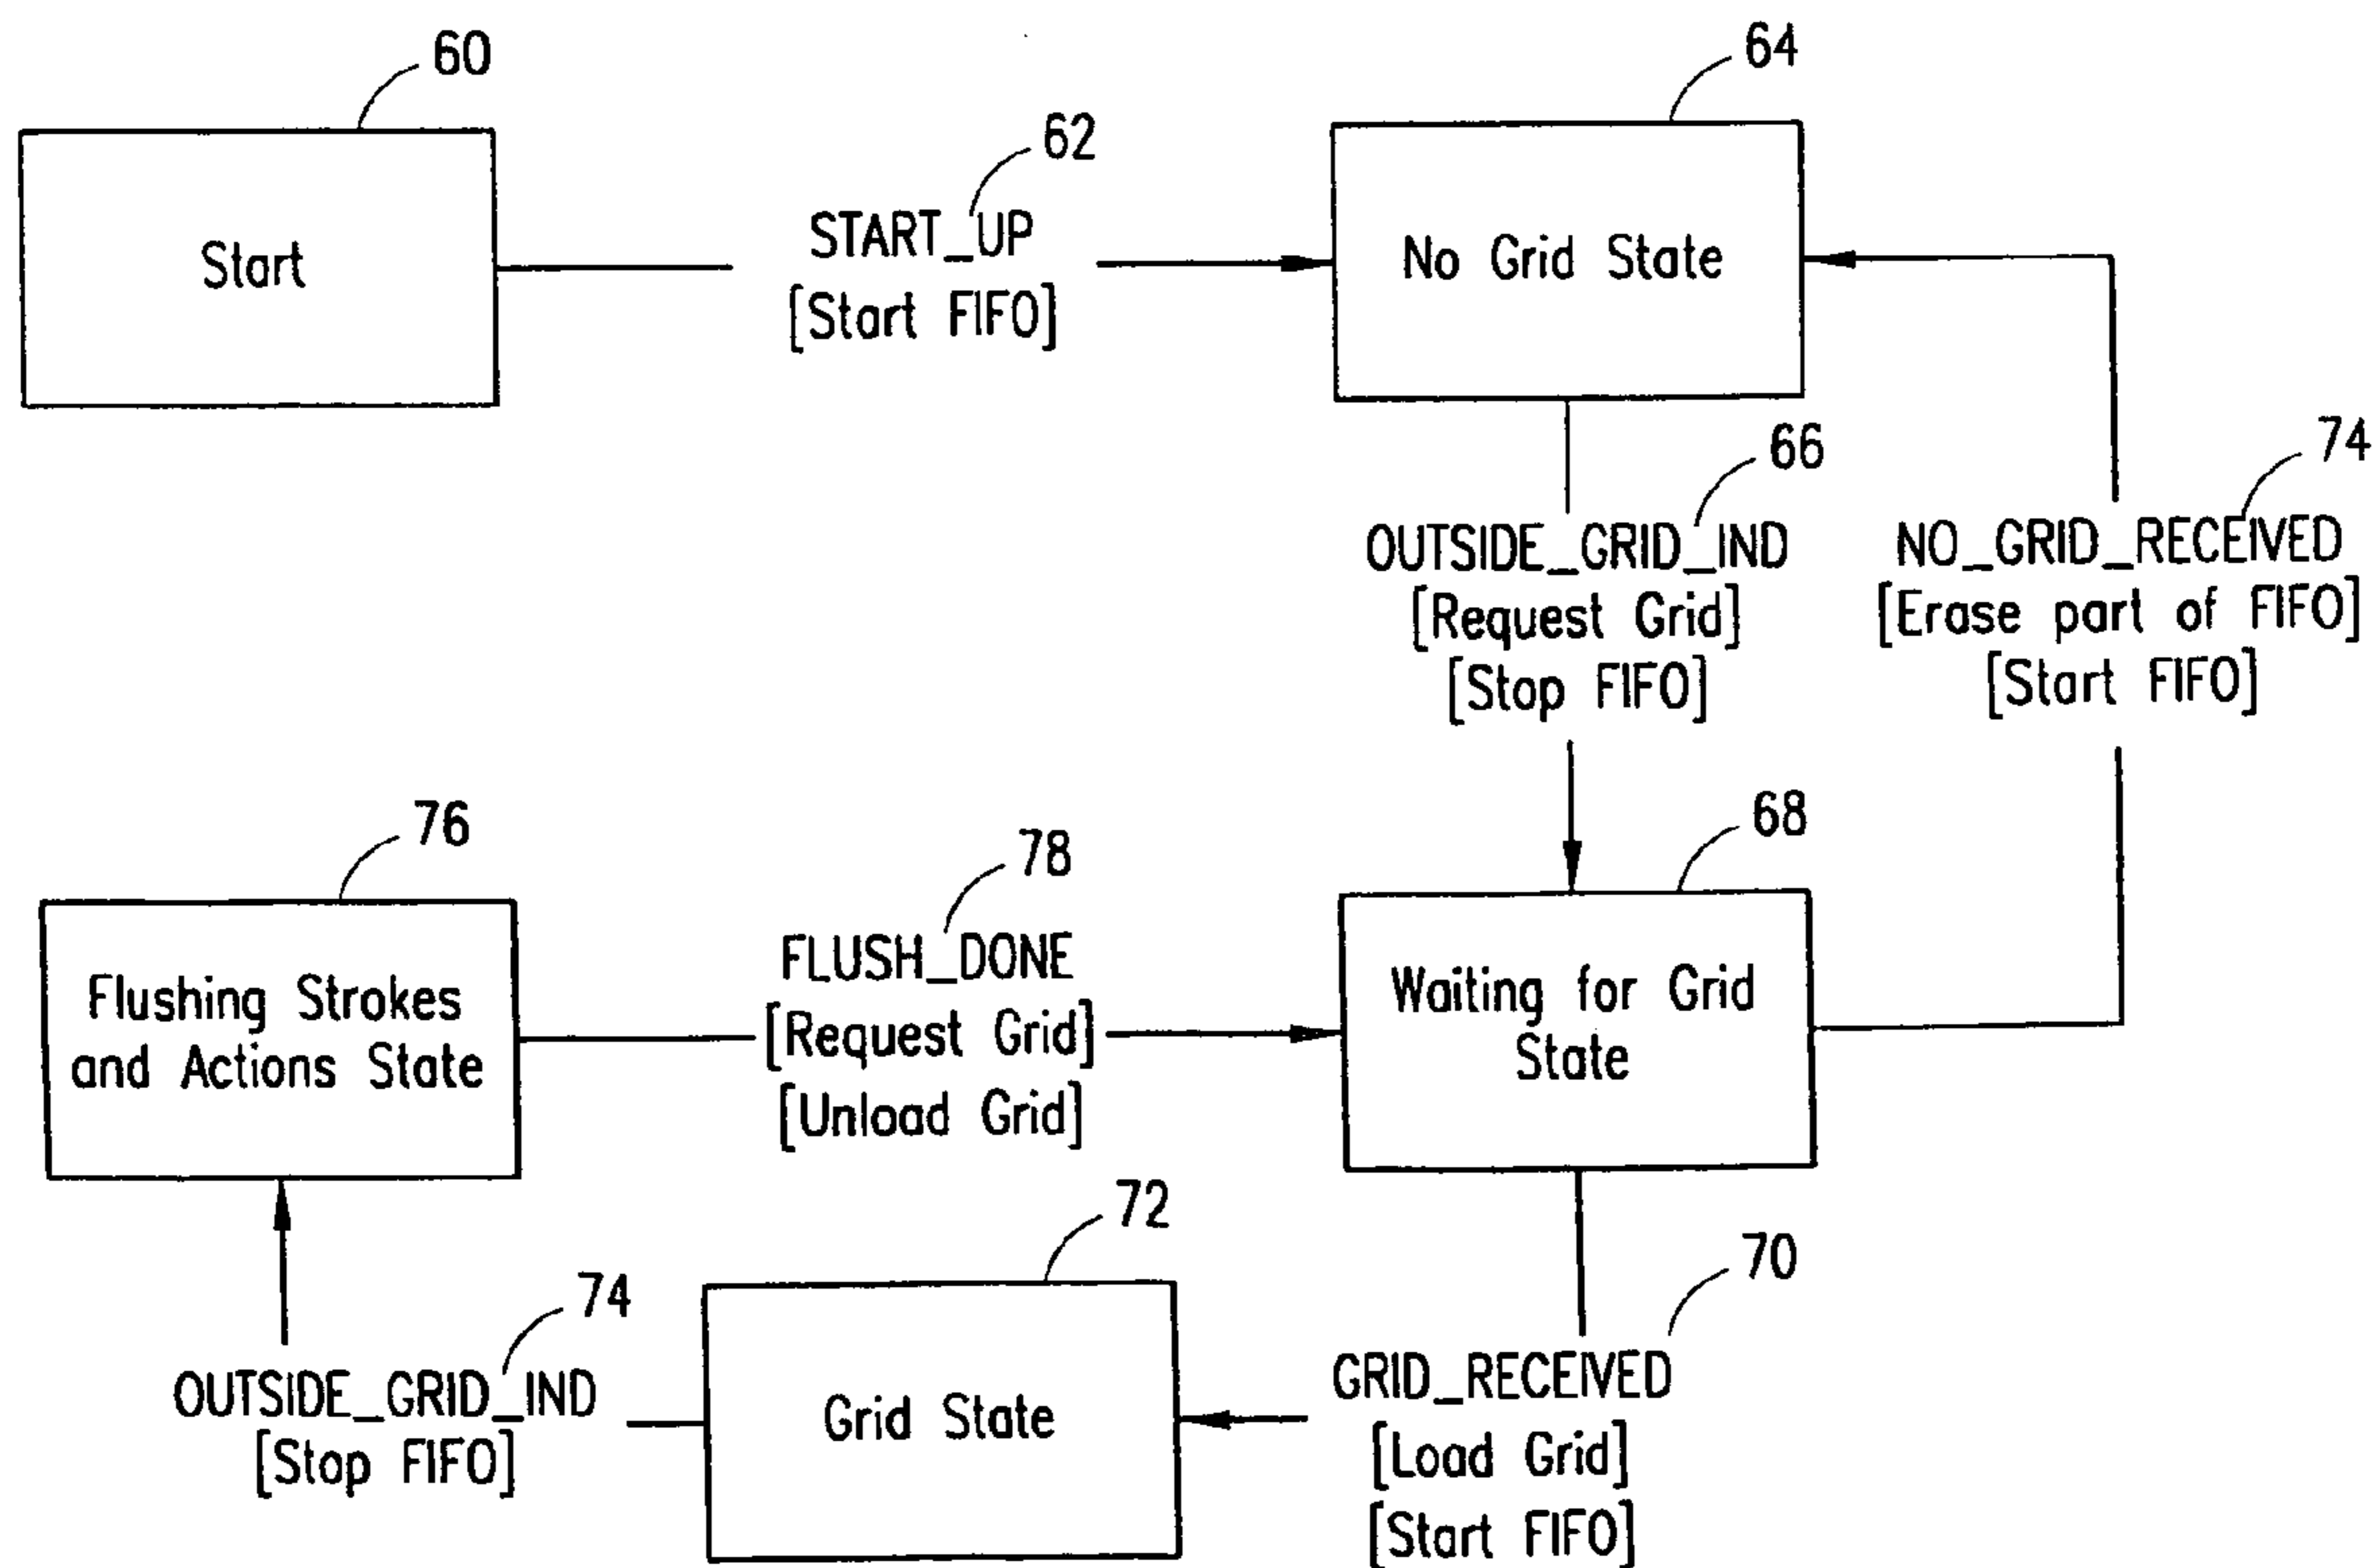 60
64
62
START_UP
[Start FIFO]
Start
No Grid State
66
74
OUTSIDE_GRID_IND
[Request Grid]
[Stop FIFO]
NO_GRID_RECEIVED
[Erase part of FIFO]
[Start FIFO]
76
78
68
Flushing Strokes
and Actions State
FLUSH_DONE
[Request Grid]
[Unload Grid]
Waiting for Grid
State
72
70
74
OUTSIDE_GRID_IND
[Stop FIFO]
Grid State
GRID_RECEIVED
[Load Grid]
[Start FIFO]